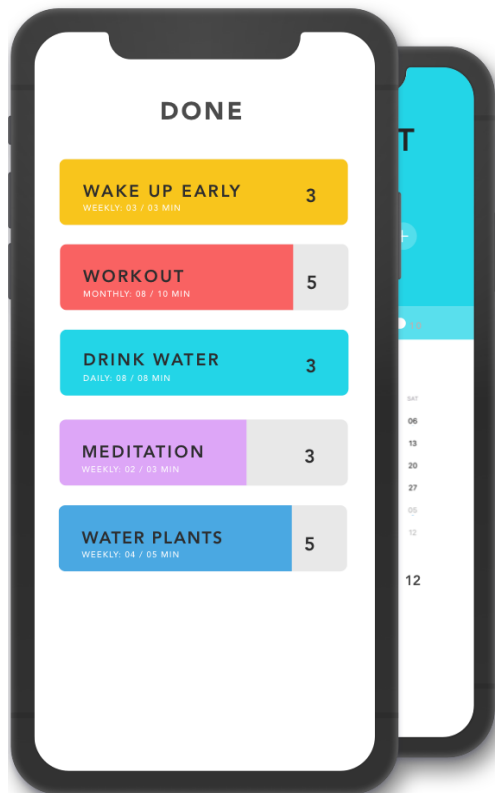 DONE
WAKE UP EARLY
WEEKLY: 03 / 03 MIN
3
WORKOUT
MONTHLY: 08 / 10 MIN
5
DRINK WATER
DAILY: 08 / 08 MIN
3
MEDITATION
WEEKLY: 02 / 03 MIN
3
WATER PLANTS
WEEKLY: 04 / 05 MIN
5
T
+
SAT
06
13
20
27
05
12
12